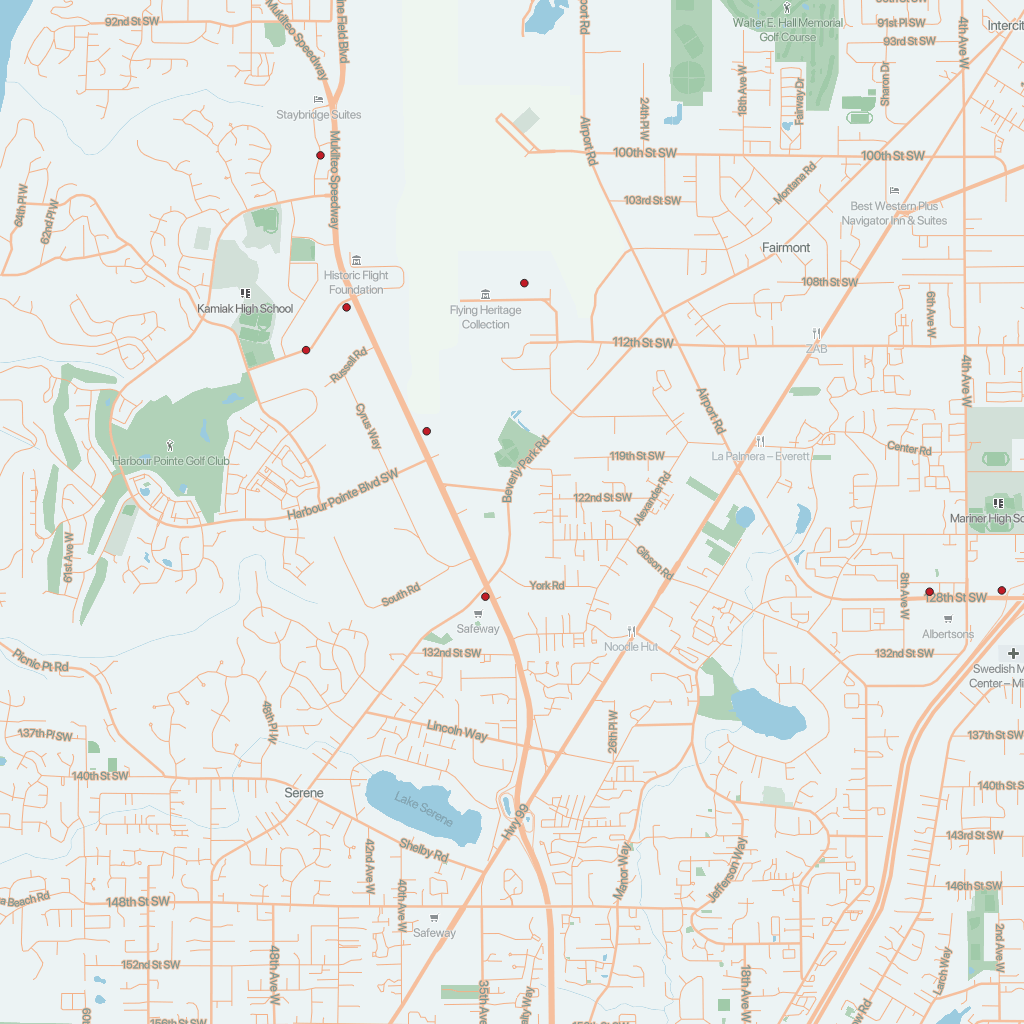 92nd St SW
Mukilteo Speedway
Airport Rd
Walter E. Hall Memorial
Golf Course
91st Pl SW
93rd St SW
4th Ave W
Staybridge Suites
18th Ave W
Fairway Dr
Sharon Dr
24th Pl W
Airport Rd
Mukilteo Speedway
100th St SW
100th St SW
Montana Rd
64th Pl W
62nd Pl W
103rd St SW
Best Western Plus
Navigator Inn & Suites
Fairmont
Historic Flight
Foundation
Kamiak High School
Flying Heritage
Collection
108th St SW
6th Ave W
112th St SW
ZAB
Russell Rd
4th Ave W
Cyrus Way
Airport Rd
Harbour Pointe Golf Club
Beverly Park Rd
119th St SW
La Palmera – Everett
Center Rd
Harbour Pointe Blvd SW
122nd St SW
Alexander Rd
61st Ave W
Gibson Rd
South Rd
York Rd
8th Ave W
128th St SW
Safeway
Noodle Hut
Albertsons
132nd St SW
132nd St SW
Picnic Pt Rd
48th Pl W
Lincoln Way
26th Pl W
137th Pl SW
137th St SW
140th St SW
Serene
Lake Serene
Hwy 99
143rd St SW
Shelby Rd
42nd Ave W
40th Ave W
Manor Way
Jefferson Way
146th St SW
148th St SW
Safeway
152nd St SW
48th Ave W
35th Ave W
18th Ave W
Larch Way
2nd Ave W
156th St SW